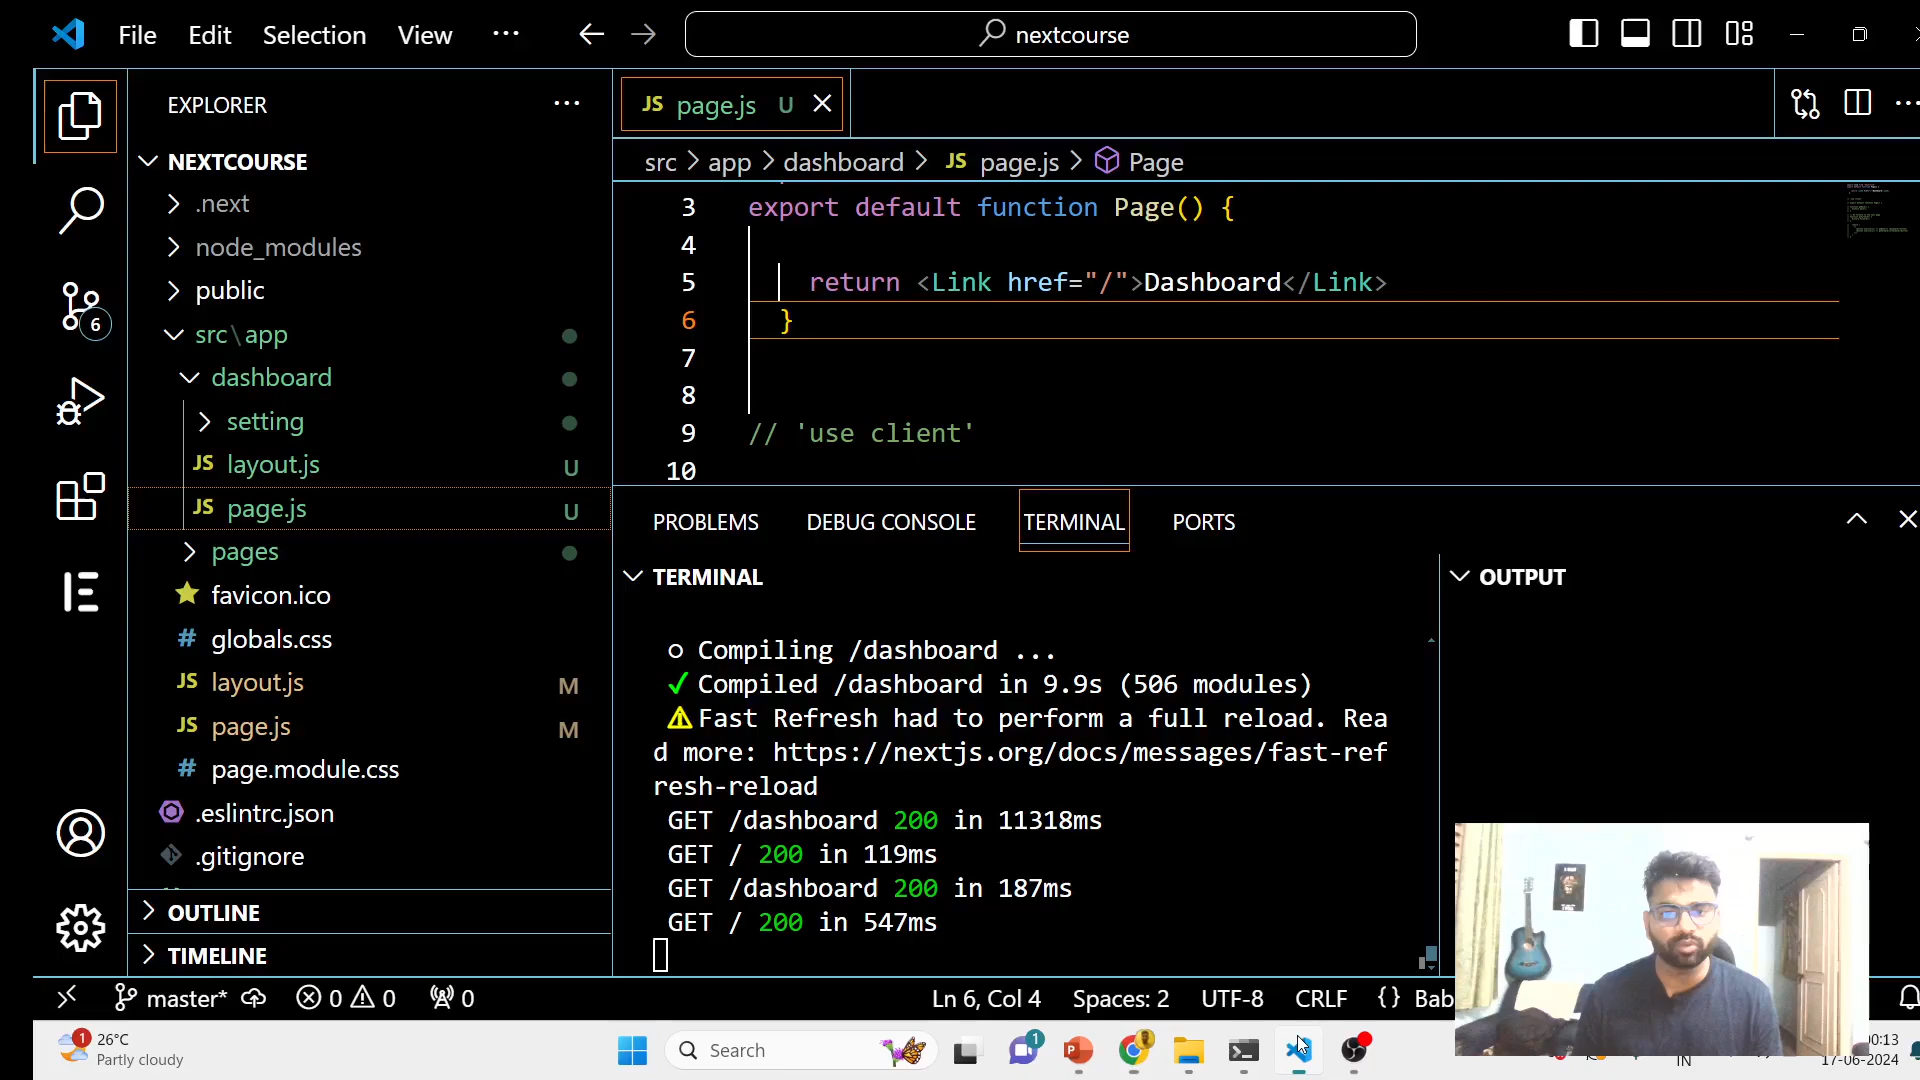 File Edit Selection View ··· nextcourse
EXPLORER ···
NEXTCOURSE
.next
node_modules
public
src\app
dashboard
setting
JS layout.js U
JS page.js U
pages
favicon.ico
# globals.css
JS layout.js M
JS page.js M
# page.module.css
.eslintrc.json
.gitignore
OUTLINE
TIMELINE
6
JS page.js U
src > app > dashboard > JS page.js > Page
3 export default function Page() {
4
5 return <Link href="/">Dashboard</Link>
6 }
7
8
9 // 'use client'
10
PROBLEMS DEBUG CONSOLE TERMINAL PORTS
TERMINAL
○ Compiling /dashboard ...
✓ Compiled /dashboard in 9.9s (506 modules)
⚠ Fast Refresh had to perform a full reload. Rea
d more: https://nextjs.org/docs/messages/fast-ref
resh-reload
GET /dashboard 200 in 11318ms
GET / 200 in 119ms
GET /dashboard 200 in 187ms
GET / 200 in 547ms
OUTPUT
master* 0 0 0 Ln 6, Col 4 Spaces: 2 UTF-8 CRLF {} Bab
1 26°C
Partly cloudy
Search
1
IN
0:13
17-06-2024